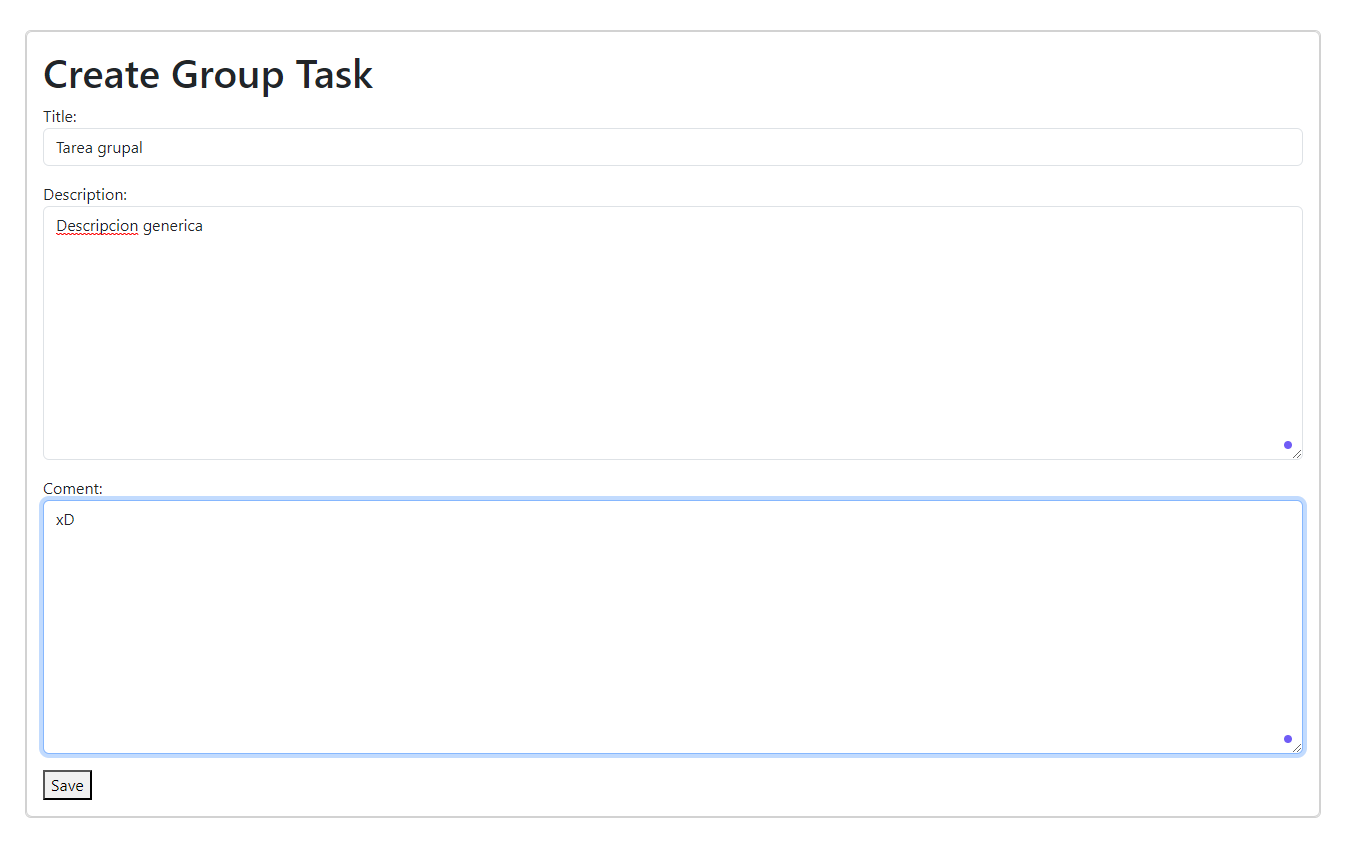 Create Group Task
Title:
Tarea grupal
Description:
Descripcion generica
Coment:
xD
Save